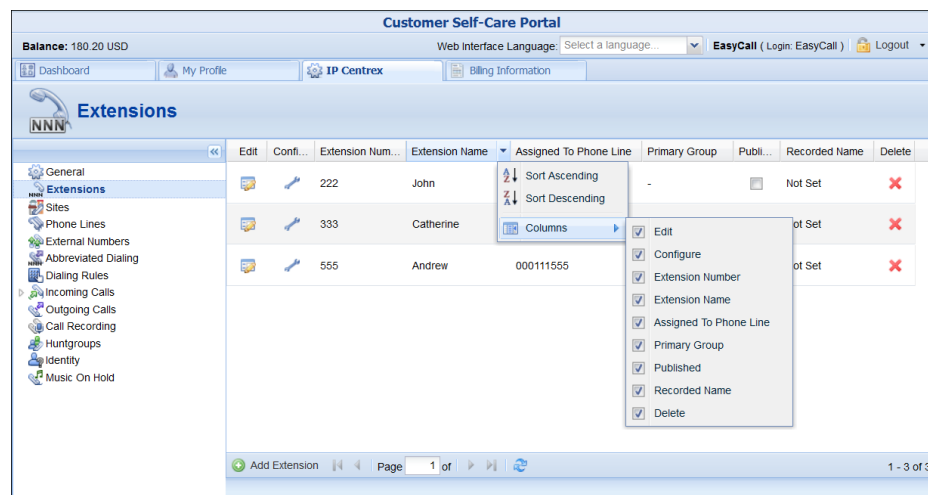 Customer Self-Care Portal
Balance: 180.20 USD Web Interface Language: Select a language... EasyCall ( Login: EasyCall ) Logout
Dashboard My Profile IP Centrex Billing Information
NNN Extensions
Edit Confi... Extension Num... Extension Name Assigned To Phone Line Primary Group Publi... Recorded Name Delete
General
Extensions
Sites
Phone Lines
External Numbers
Abbreviated Dialing
Dialing Rules
Incoming Calls
Outgoing Calls
Call Recording
Huntgroups
Identity
Music On Hold
222 John - Not Set
333 Catherine ot Set
555 Andrew 000111555 ot Set
Sort Ascending
Sort Descending
Columns
Edit
Configure
Extension Number
Extension Name
Assigned To Phone Line
Primary Group
Published
Recorded Name
Delete
Add Extension Page 1 of 1 - 3 of 3